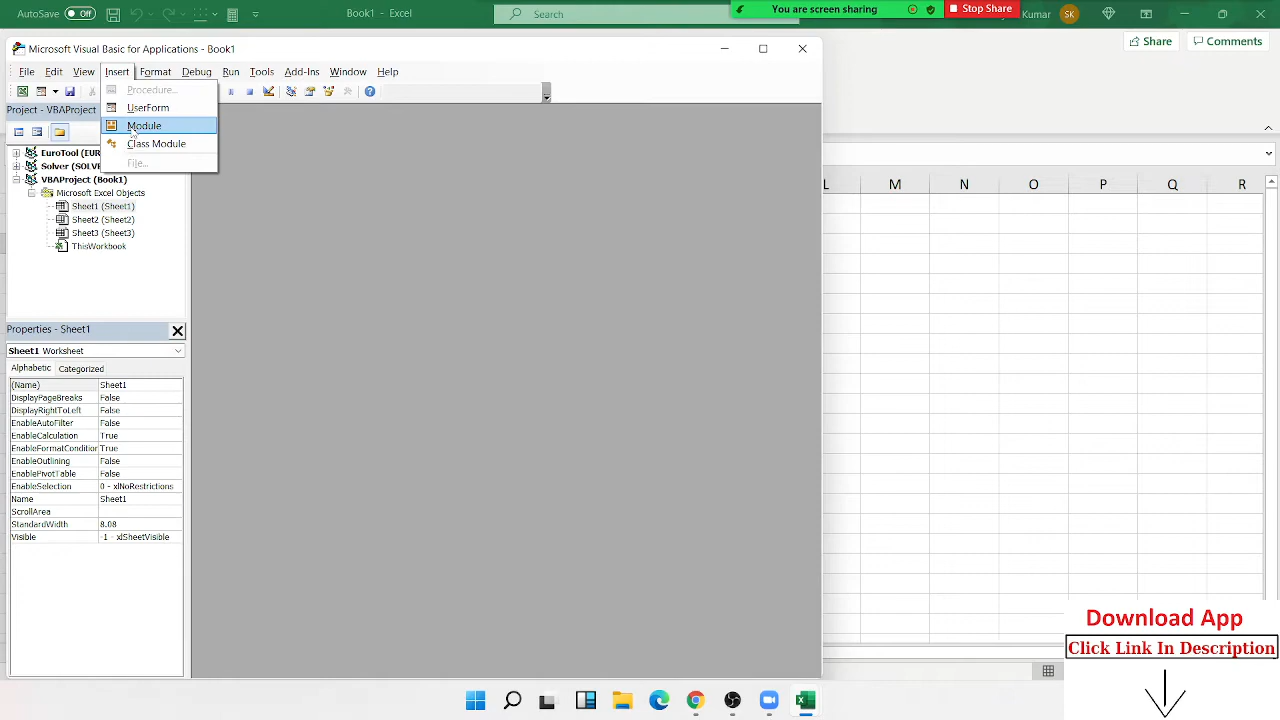 AutoSave Off Book1 - Excel Search You are screen sharing Stop Share Kumar SK
Microsoft Visual Basic for Applications - Book1
Share Comments
File Edit View Insert Format Debug Run Tools Add-Ins Window Help
Procedure...
UserForm
Module
Class Module
File...
Project - VBAProject
EuroTool (EUR
Solver (SOLV
VBAProject (Book1)
Microsoft Excel Objects
Sheet1 (Sheet1)
Sheet2 (Sheet2)
Sheet3 (Sheet3)
ThisWorkbook
L M N O P Q R
Properties - Sheet1
Sheet1 Worksheet
Alphabetic Categorized
(Name) Sheet1
DisplayPageBreaks False
DisplayRightToLeft False
EnableAutoFilter False
EnableCalculation True
EnableFormatCondition True
EnableOutlining False
EnablePivotTable False
EnableSelection 0 - xlNoRestrictions
Name Sheet1
ScrollArea
StandardWidth 8.08
Visible -1 - xlSheetVisible
Download App
Click Link In Description